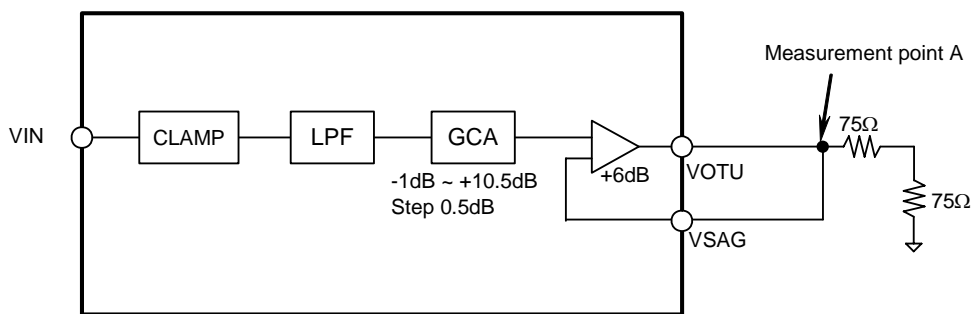 Measurement point A
VIN
CLAMP
LPF
GCA
75Ω
+6dB
VOTU
-1dB ~ +10.5dB
Step 0.5dB
75Ω
VSAG